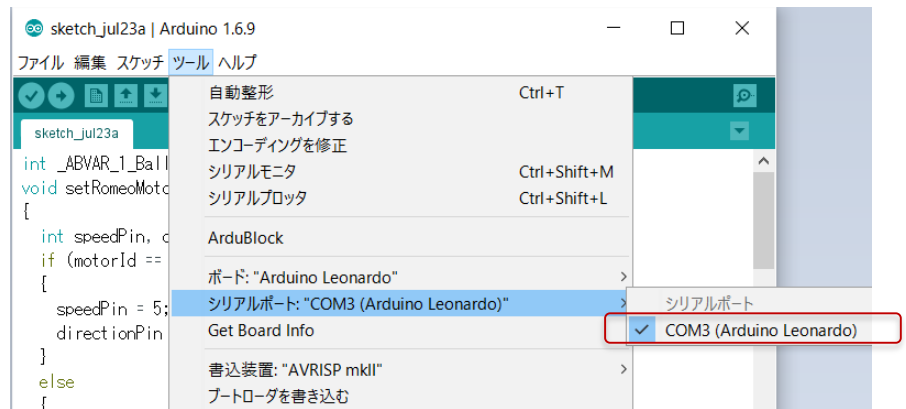 sketch_jul23a | Arduino 1.6.9
ファイル 編集 スケッチ ツール ヘルプ
sketch_jul23a
自動整形 Ctrl+T
スケッチをアーカイブする
エンコーディングを修正
シリアルモニタ Ctrl+Shift+M
シリアルプロッタ Ctrl+Shift+L
ArduBlock
ボード: "Arduino Leonardo"
シリアルポート: "COM3 (Arduino Leonardo)"
Get Board Info
書込装置: "AVRISP mkII"
ブートローダを書き込む
シリアルポート
COM3 (Arduino Leonardo)
int _ABVAR_1_Ball
void setRomeoMoto
{
int speedPin, d
if (motorId ==
{
speedPin = 5;
directionPin
}
else
{